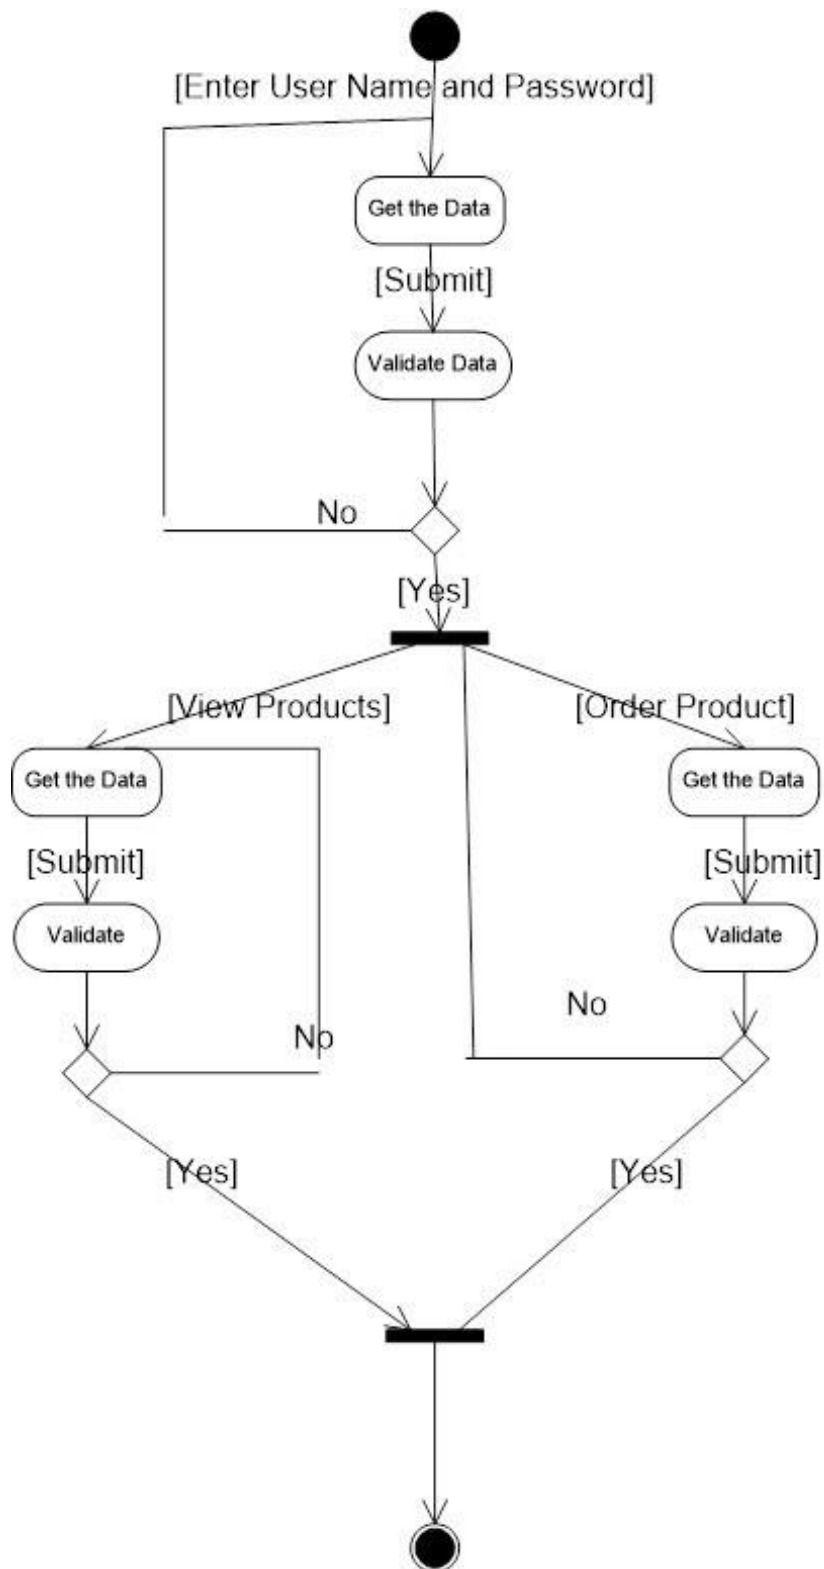 [Enter User Name and Password]
Get the Data
[Submit]
Validate Data
No
[Yes]
[View Products]
[Order Product]
Get the Data
Get the Data
[Submit]
[Submit]
Validate
Validate
No
No
[Yes]
[Yes]